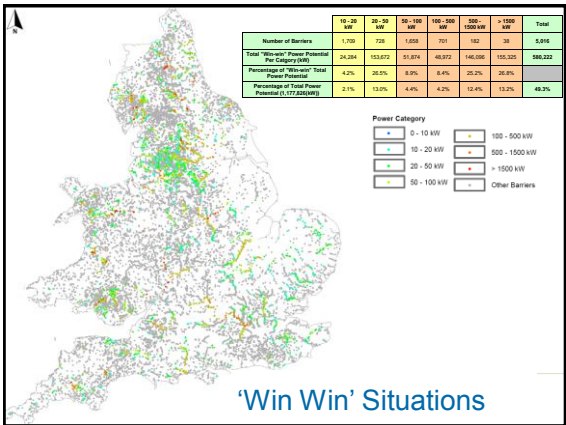 N
10 - 20 kW 20 - 50 kW 50 - 100 kW 100 - 500 kW 500 - 1500 kW > 1500 kW Total
Number of Barriers 1,709 728 1,658 701 182 38 5,016
Total "Win-win" Power Potential Per Catgory (kW) 24,284 153,672 51,874 48,972 146,096 155,325 580,222
Percentage of "Win-win" Total Power Potential 4.2% 26.5% 8.9% 8.4% 25.2% 26.8%
Percentage of Total Power Potential (1,177,826(kW)) 2.1% 13.0% 4.4% 4.2% 12.4% 13.2% 49.3%
Power Category
0 - 10 kW
10 - 20 kW
20 - 50 kW
50 - 100 kW
100 - 500 kW
500 - 1500 kW
> 1500 kW
Other Barriers
'Win Win' Situations